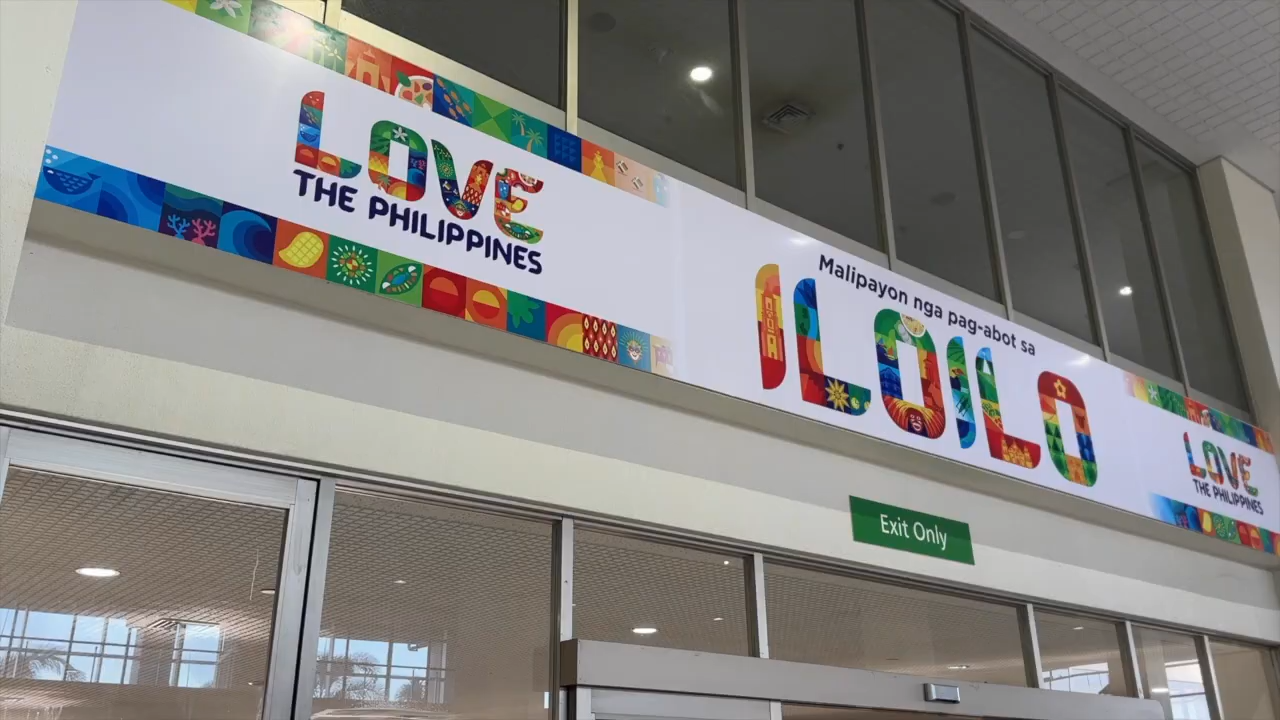 LOVE
THE PHILIPPINES
Malipayon nga pag-abot sa
ILOILO
LOVE
THE PHILIPPINES
Exit Only